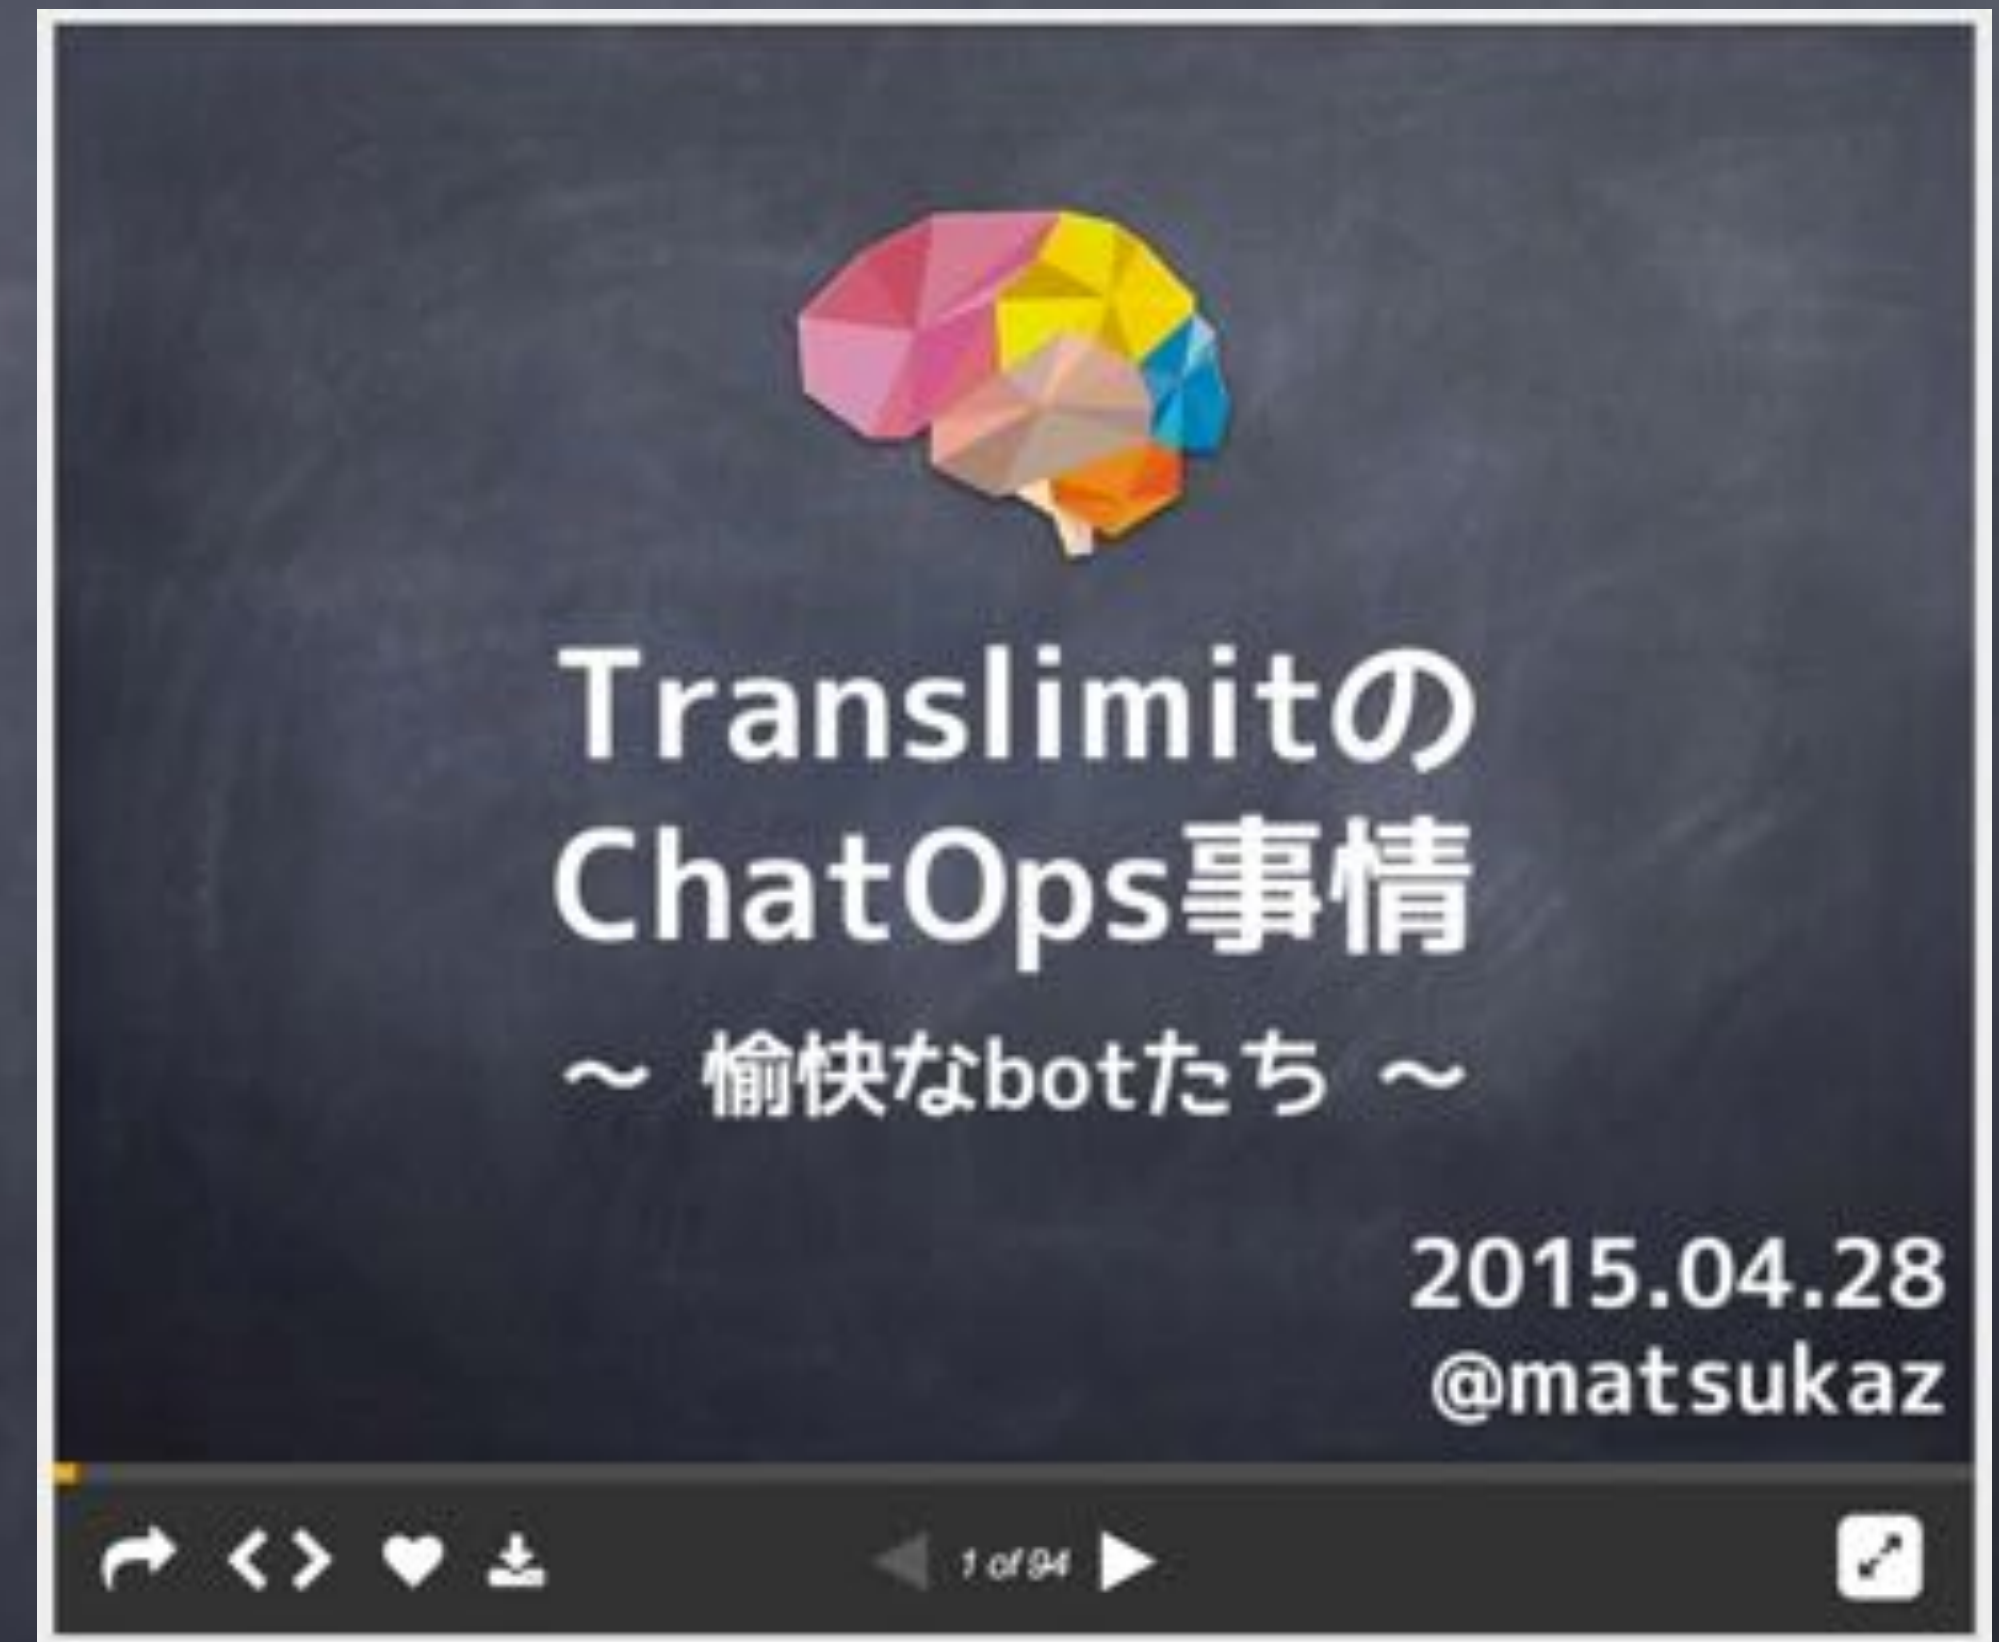 Translimitの
ChatOps事情
～ 愉快なbotたち ～
2015.04.28
@matsukaz
1 of 94